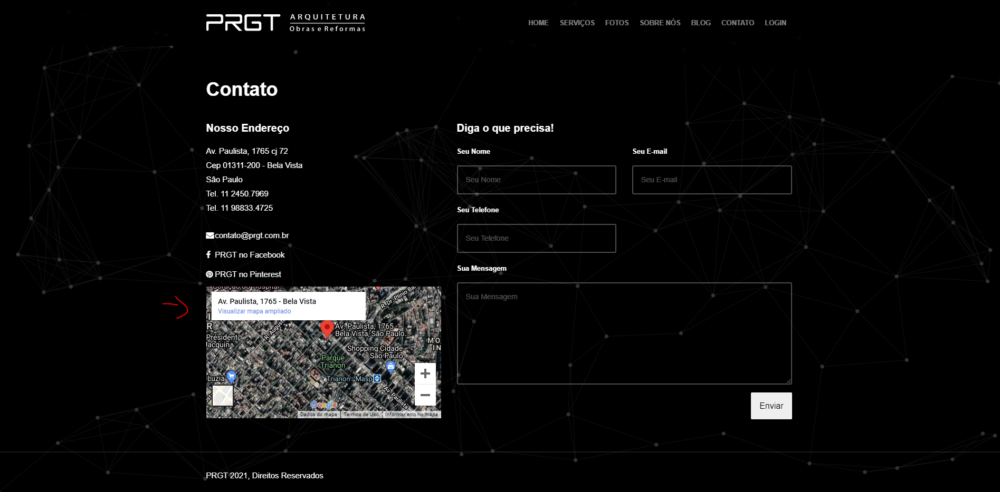 PRGT ARQUITETURA
Obras e Reformas
HOME SERVIÇOS FOTOS SOBRE NÓS BLOG CONTATO LOGIN
Contato
Nosso Endereço
Av. Paulista, 1765 cj 72
Cep 01311-200 - Bela Vista
São Paulo
Tel. 11 2450.7969
Tel. 11 98833.4725
contato@prgt.com.br
PRGT no Facebook
PRGT no Pinterest
Coração do Hospital...
Av. Paulista, 1765 - Bela Vista
Visualizar mapa ampliado
R. Dr. Plínio Bar
R. Augusta
Av. Paulista, 1765 -
Bela Vista, São Paulo...
Président
Jacquin
MO
IN
Shopping Cidade
São Paulo
Parque
Trianon
Trianon - Masp
Luzia
Av. Paulista
Google
Dados do mapa
Termos de Uso
Informar erro no mapa
Diga o que precisa!
Seu Nome
Seu Nome
Seu E-mail
Seu E-mail
Seu Telefone
Seu Telefone
Sua Mensagem
Sua Mensagem
Enviar
PRGT 2021, Direitos Reservados